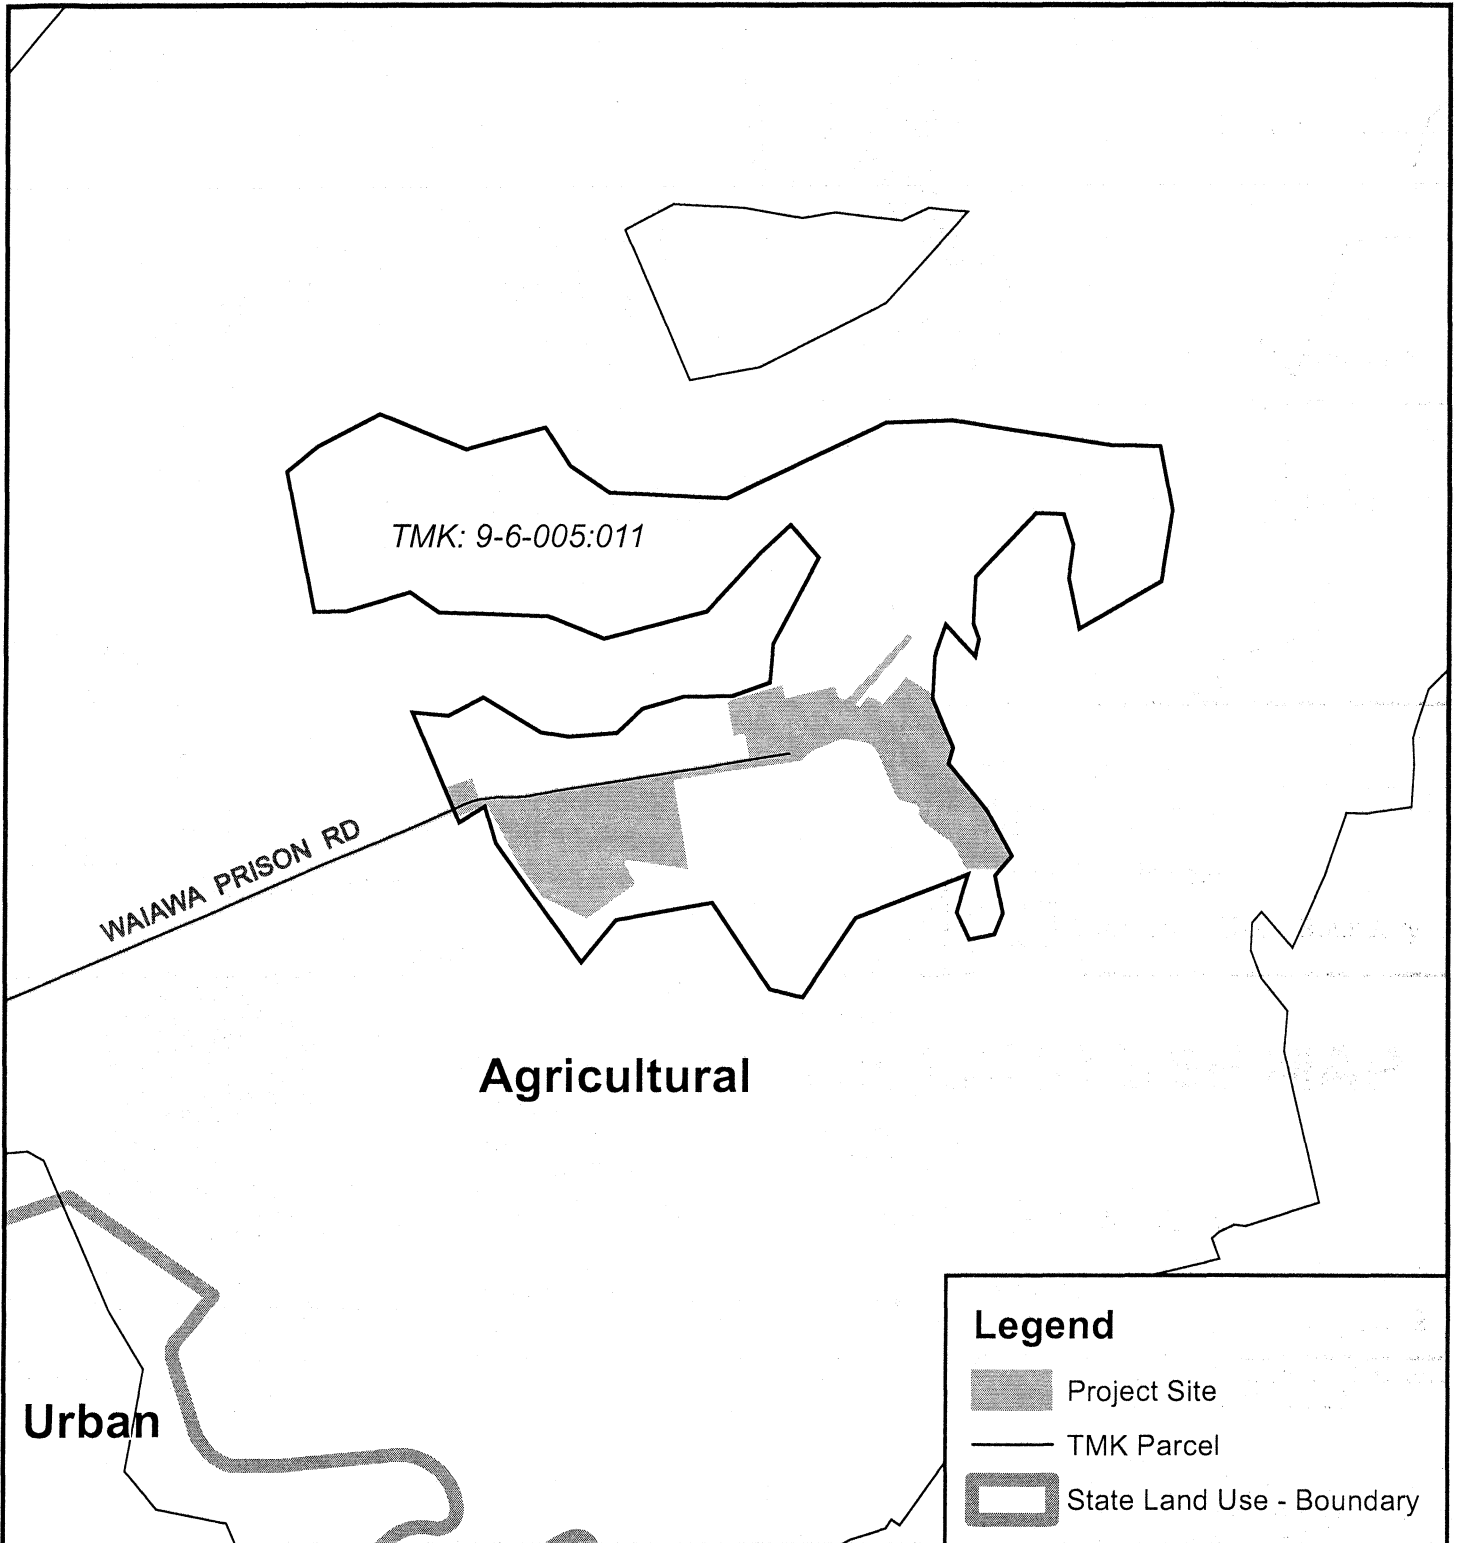 TMK: 9-6-005:011
WAIAWA PRISON RD
Agricultural
Urban
Legend
Project Site
TMK Parcel
State Land Use - Boundary